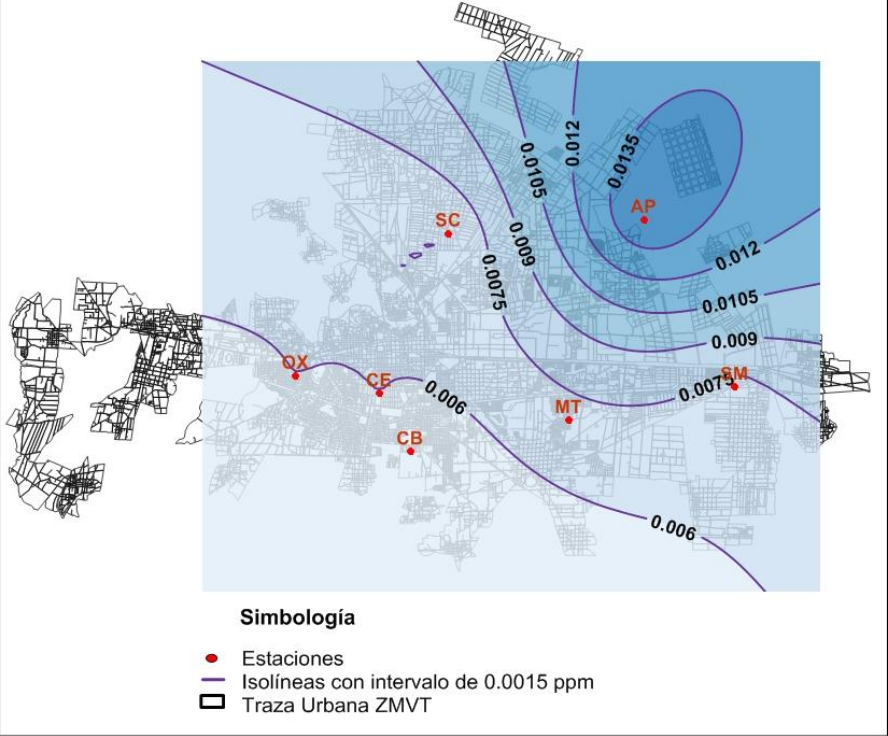 0.012
0.0135
0.0105
AP
SC
0.009
0.012
0.0075
0.0105
0.009
OX
CE
0.0075
SM
0.006
MT
CB
0.006
Simbología
Estaciones
Isolíneas con intervalo de 0.0015 ppm
Traza Urbana ZMVT